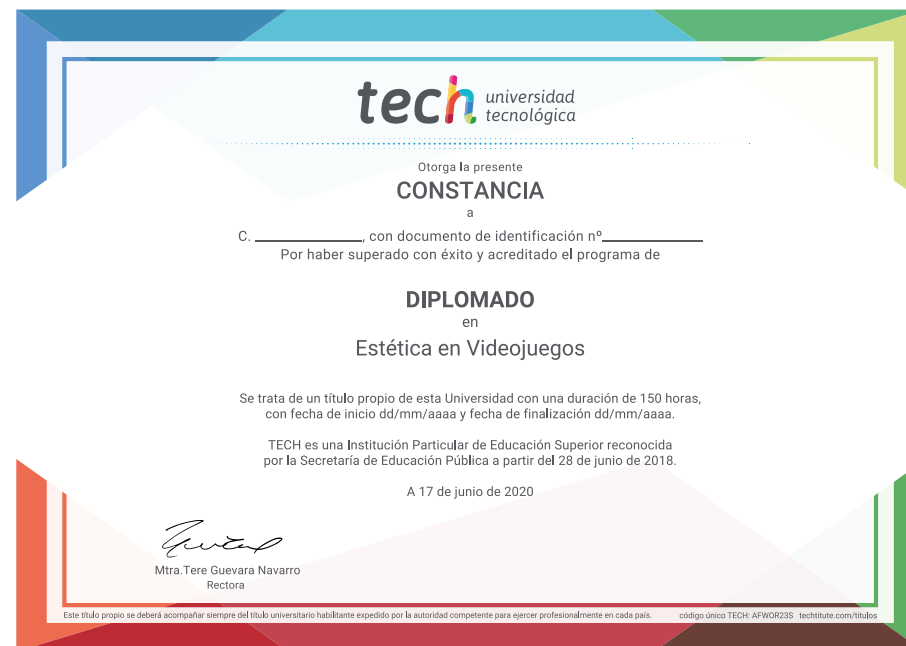 tech universidad
tecnológica
Otorga la presente
CONSTANCIA
a
C. ____________, con documento de identificación nº____________
Por haber superado con éxito y acreditado el programa de
DIPLOMADO
en
Estética en Videojuegos
Se trata de un título propio de esta Universidad con una duración de 150 horas,
con fecha de inicio dd/mm/aaaa y fecha de finalización dd/mm/aaaa.
TECH es una Institución Particular de Educación Superior reconocida
por la Secretaría de Educación Pública a partir del 28 de junio de 2018.
A 17 de junio de 2020
Mtra.Tere Guevara Navarro
Rectora
Este título propio se deberá acompañar siempre del título universitario habilitante expedido por la autoridad competente para ejercer profesionalmente en cada país. código único TECH: AFWOR23S techtitute.com/títulos